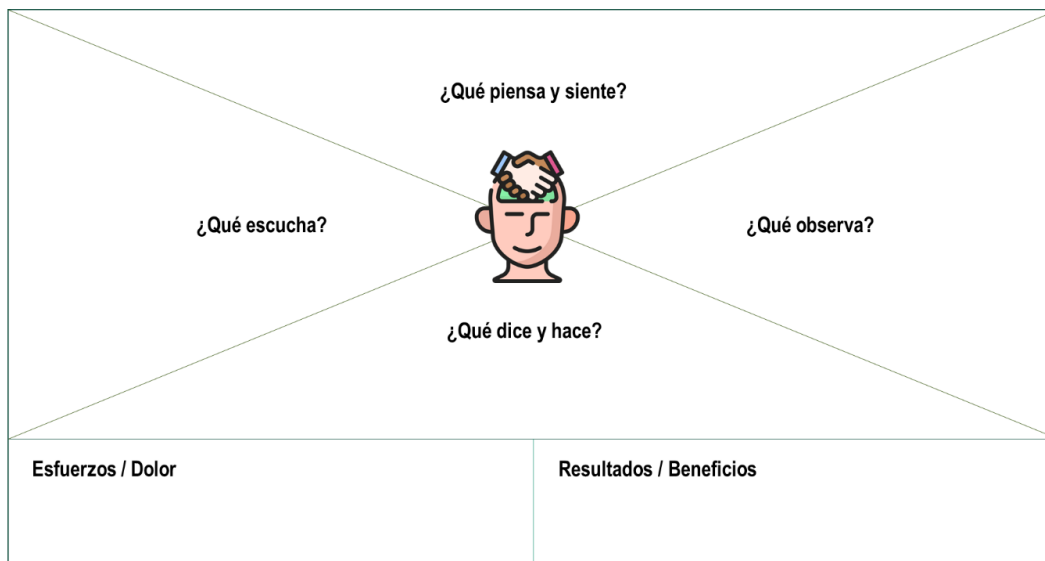 ¿Qué piensa y siente?
¿Qué escucha?
¿Qué observa?
¿Qué dice y hace?
Esfuerzos / Dolor
Resultados / Beneficios